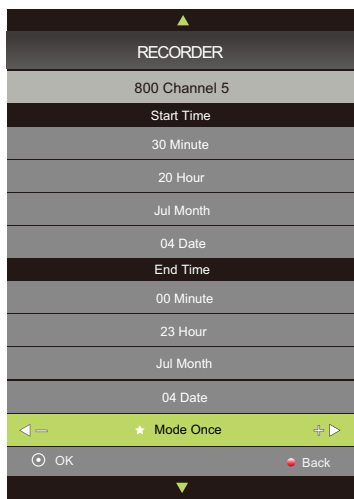 RECORDER
800 Channel 5
Start Time
30 Minute
20 Hour
Jul Month
04 Date
End Time
00 Minute
23 Hour
Jul Month
04 Date
Mode Once
OK
Back